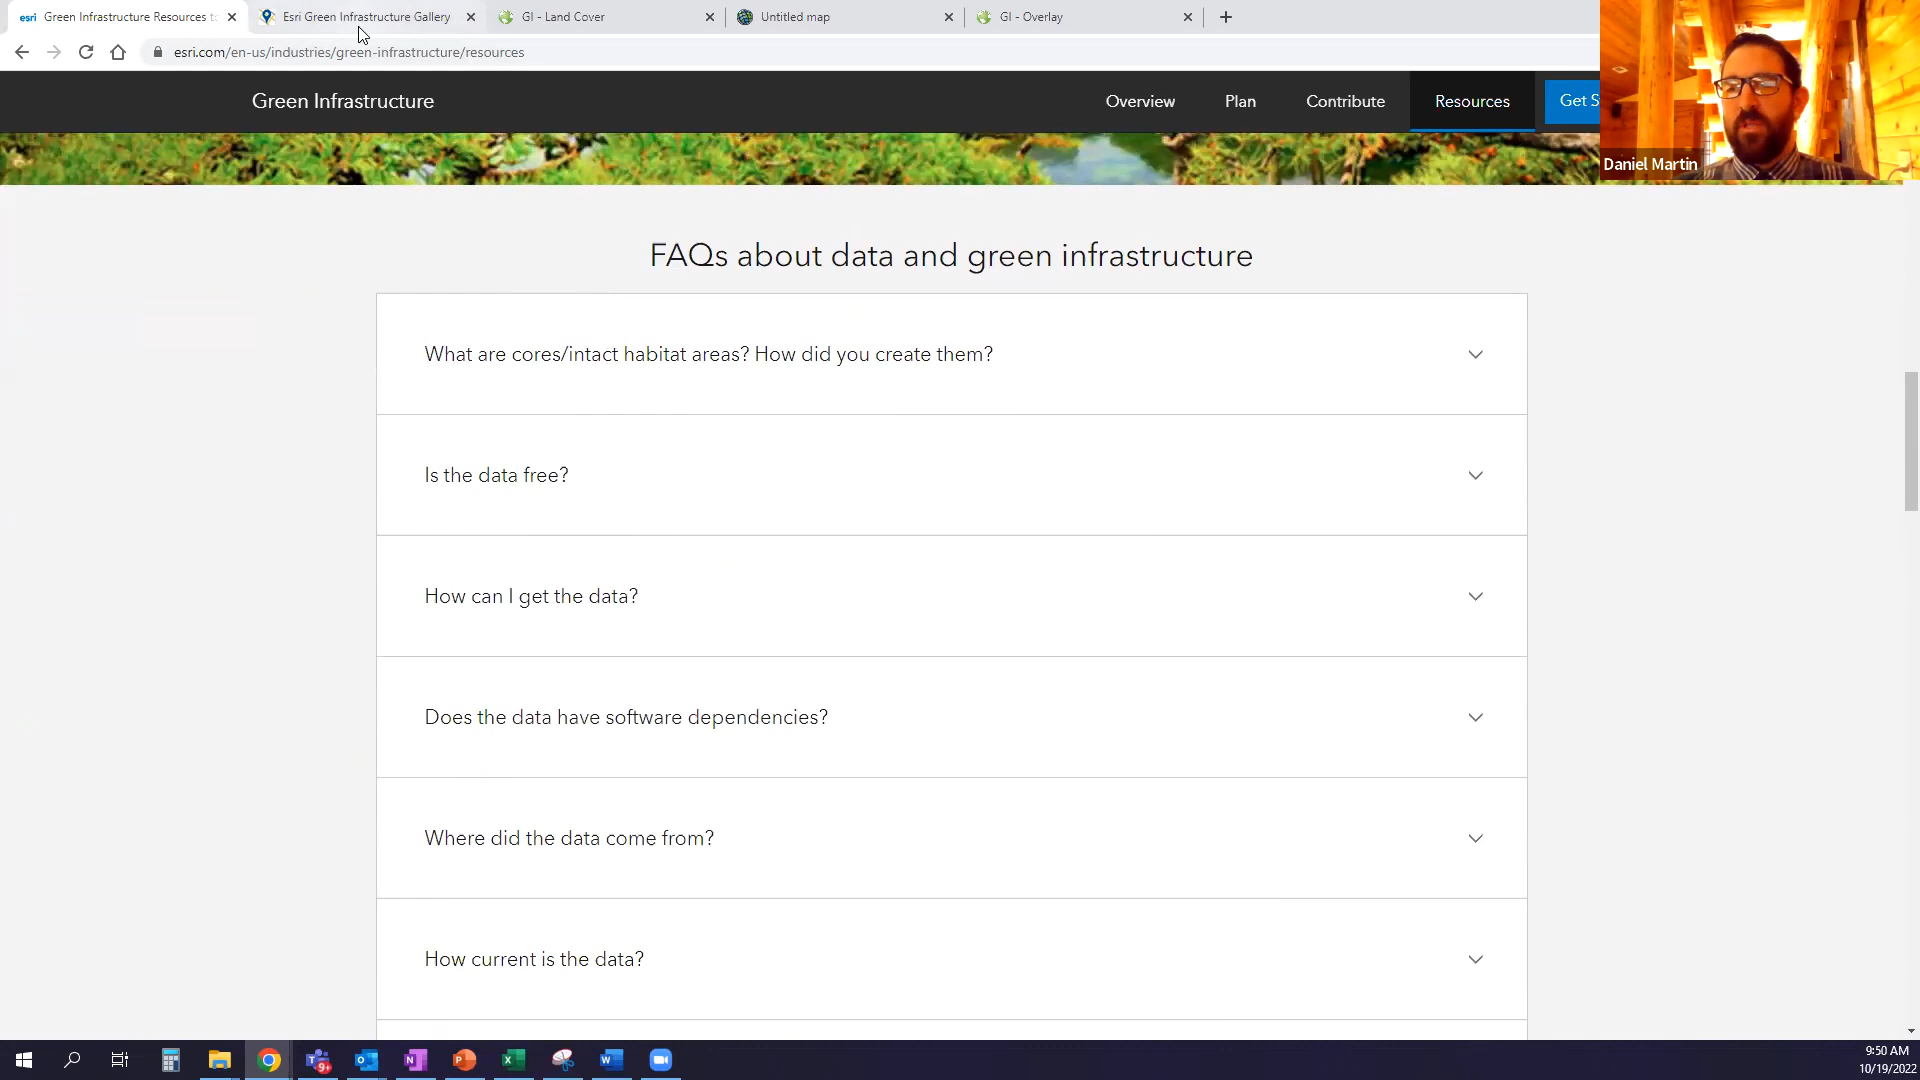 esri Green Infrastructure Resources to
Esri Green Infrastructure Gallery
GI - Land Cover
Untitled map
GI - Overlay
esri.com/en-us/industries/green-infrastructure/resources
Green Infrastructure
Overview
Plan
Contribute
Resources
Get S
Daniel Martin
FAQs about data and green infrastructure
What are cores/intact habitat areas? How did you create them?
Is the data free?
How can I get the data?
Does the data have software dependencies?
Where did the data come from?
How current is the data?
9+
9:50 AM
10/19/2022